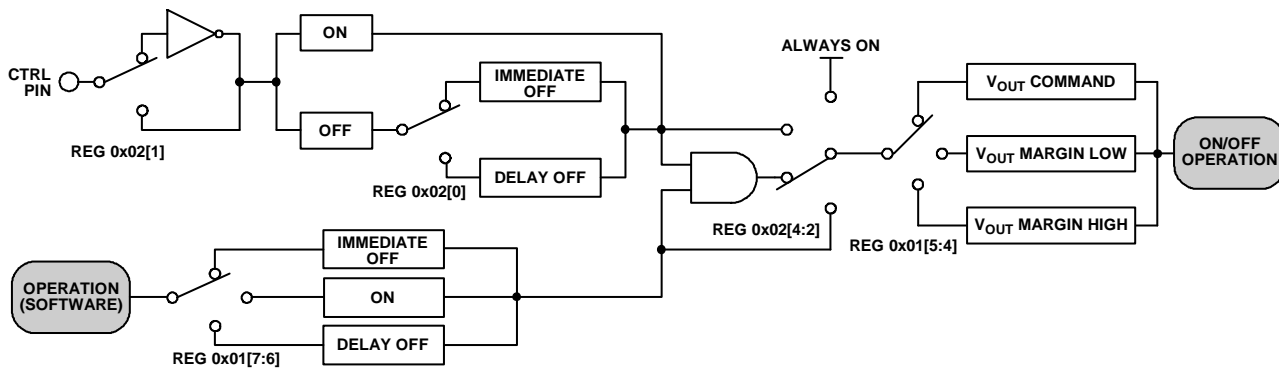 CTRL
PIN
REG 0x02[1]
ON
OFF
IMMEDIATE
OFF
DELAY OFF
REG 0x02[0]
ALWAYS ON
REG 0x02[4:2]
V_OUT COMMAND
V_OUT MARGIN LOW
V_OUT MARGIN HIGH
REG 0x01[5:4]
ON/OFF
OPERATION
OPERATION
(SOFTWARE)
IMMEDIATE
OFF
ON
DELAY OFF
REG 0x01[7:6]